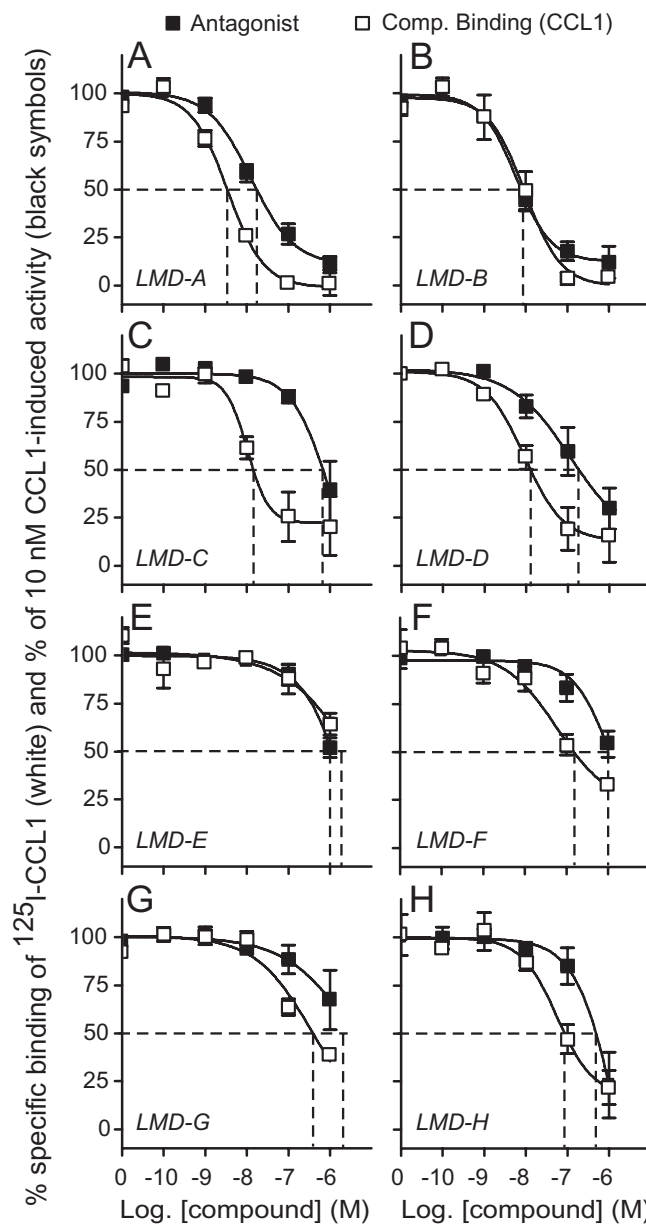 ■ Antagonist □ Comp. Binding (CCL1)
% specific binding of ¹²⁵I-CCL1 (white) and % of 10 nM CCL1-induced activity (black symbols)
A B
100
75
50
25
0
LMD-A LMD-B
C D
100
75
50
25
0
LMD-C LMD-D
E F
100
75
50
25
0
LMD-E LMD-F
G H
100
75
50
25
0
LMD-G LMD-H
0 -10 -9 -8 -7 -6 0 -10 -9 -8 -7 -6
Log. [compound] (M) Log. [compound] (M)